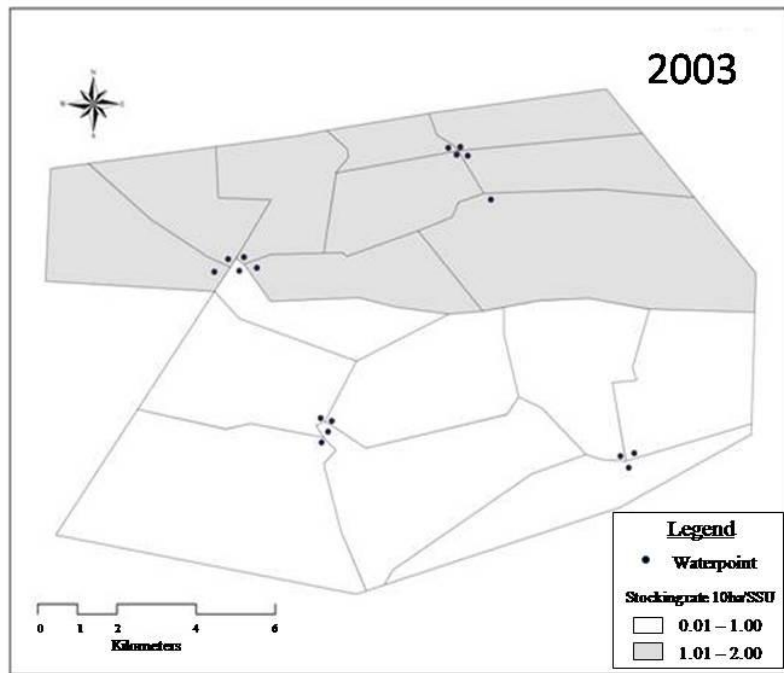 2003
N
W E
S
Legend
Waterpoint
Stockingrate 10ha/SSU
0.01 – 1.00
1.01 – 2.00
0 1 2 4 6
Kilometers